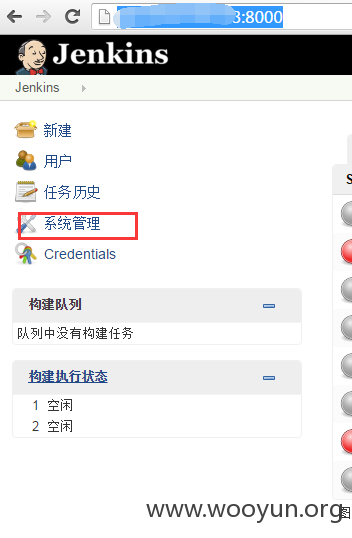 3:8000
Jenkins
Jenkins
新建
用户
任务历史
系统管理
Credentials
构建队列
队列中没有构建任务
构建执行状态
1 空闲
2 空闲
S
www.wooyun.org
图